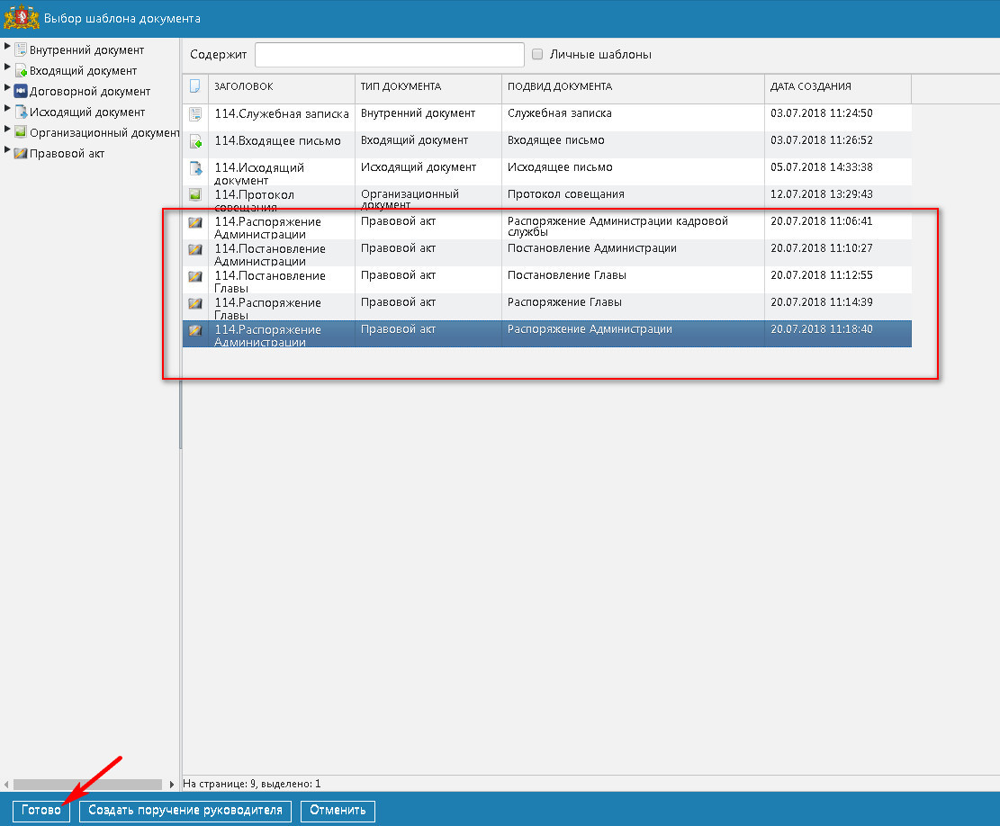 Выбор шаблона документа
Внутренний документ
Входящий документ
Договорной документ
Исходящий документ
Организационный документ
Правовой акт
Содержит
Личные шаблоны
ЗАГОЛОВОК ТИП ДОКУМЕНТА ПОДВИД ДОКУМЕНТА ДАТА СОЗДАНИЯ
114.Служебная записка Внутренний документ Служебная записка 03.07.2018 11:24:50
114.Входящее письмо Входящий документ Входящее письмо 03.07.2018 11:26:52
114.Исходящий Исходящий документ Исходящее письмо 05.07.2018 14:33:38
документ
114.Протокол Организационный Протокол совещания 12.07.2018 13:29:43
совещания документ
114.Распоряжение Правовой акт Распоряжение Администрации кадровой 20.07.2018 11:06:41
Администрации службы
114.Постановление Правовой акт Постановление Администрации 20.07.2018 11:10:27
Администрации
114.Постановление Правовой акт Постановление Главы 20.07.2018 11:12:55
Главы
114.Распоряжение Правовой акт Распоряжение Главы 20.07.2018 11:14:39
Главы
114.Распоряжение Правовой акт Распоряжение Администрации 20.07.2018 11:18:40
Администрации
На странице: 9, выделено: 1
Готово Создать поручение руководителя Отменить